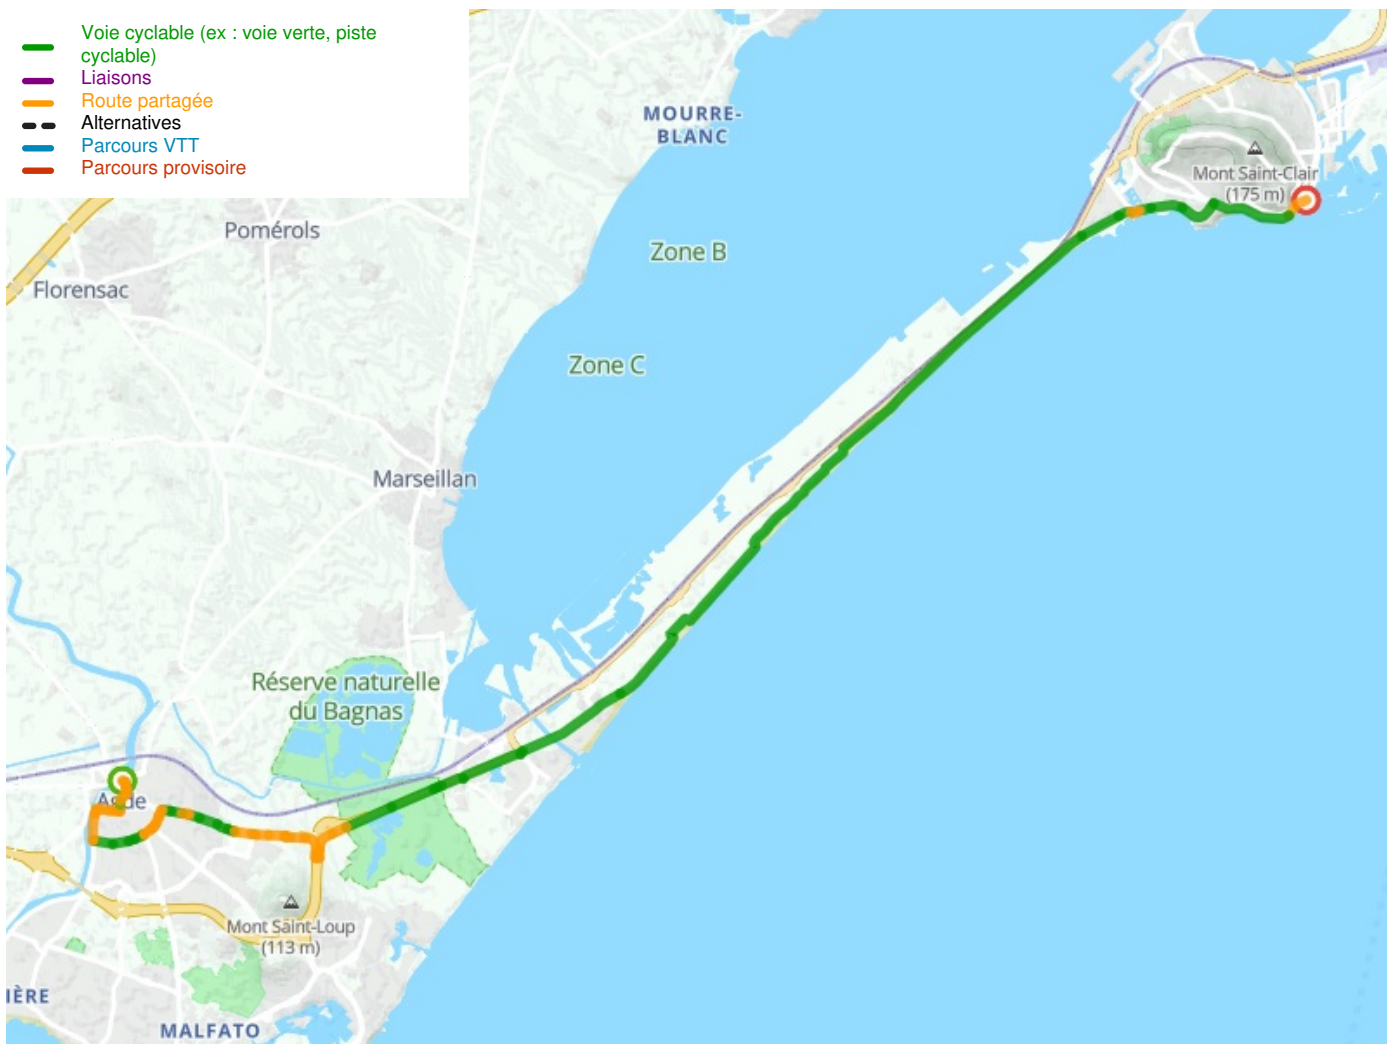 Voie cyclable (ex : voie verte, piste
cyclable)
Liaisons
Route partagée
Alternatives
Parcours VTT
Parcours provisoire
MOURRE-
BLANC
Mont Saint-Clair
(175 m)
Pomérols
Zone B
Florensac
Zone C
Marseillan
Réserve naturelle
du Bagnas
Agde
Mont Saint-Loup
(113 m)
IÈRE
MALFATO